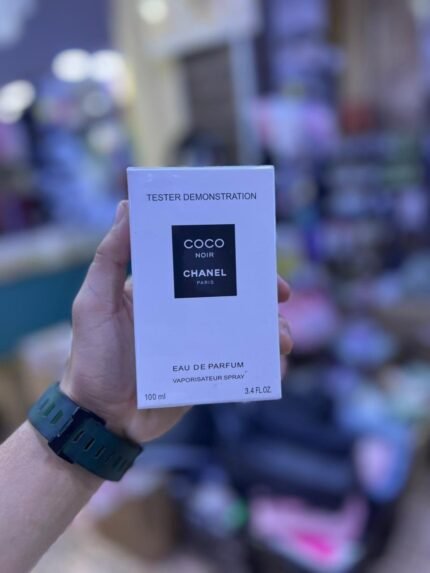 TESTER DEMONSTRATION
COCO
NOIR
CHANEL
PARIS
EAU DE PARFUM
VAPORISATEUR SPRAY
100 ml 3.4 FL.OZ.